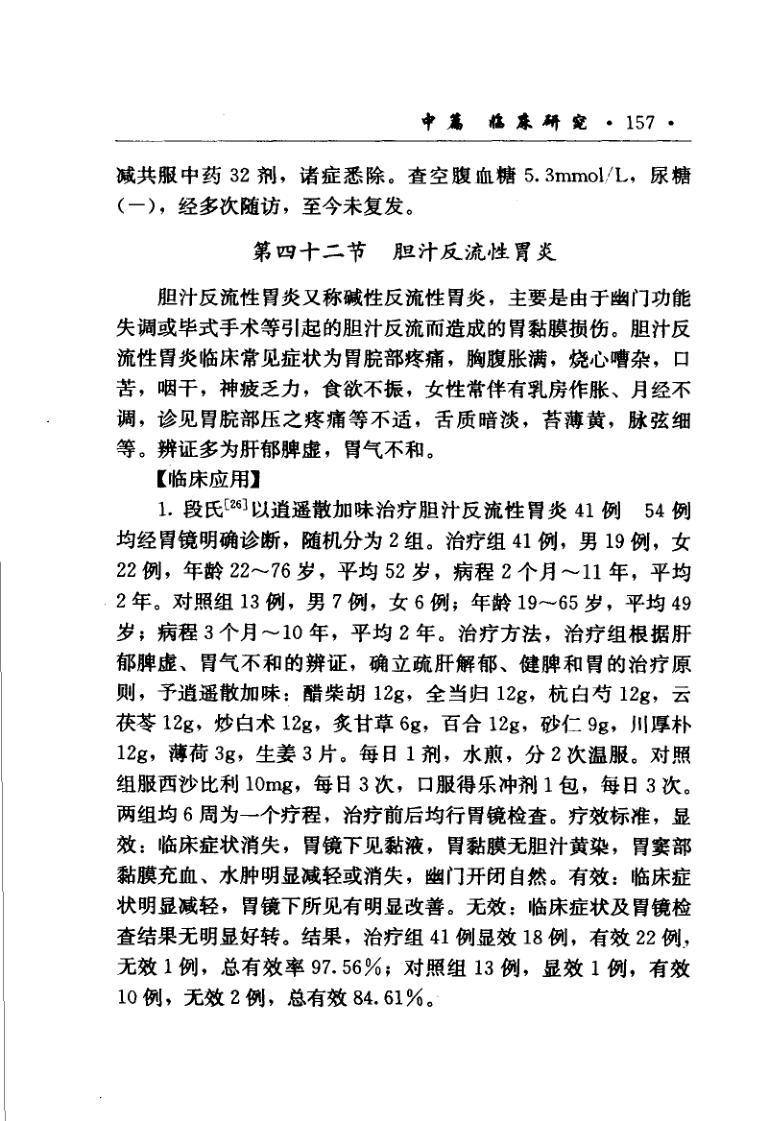 中篇 临床研究 · 157 ·
减共服中药 32 剂，诸症悉除。查空腹血糖 5.3mmol/L，尿糖
（—），经多次随访，至今未复发。
第四十二节 胆汁反流性胃炎
胆汁反流性胃炎又称碱性反流性胃炎，主要是由于幽门功能
失调或毕式手术等引起的胆汁反流而造成的胃黏膜损伤。胆汁反
流性胃炎临床常见症状为胃脘部疼痛，胸腹胀满，烧心嘈杂，口
苦，咽干，神疲乏力，食欲不振，女性常伴有乳房作胀、月经不
调，诊见胃脘部压之疼痛等不适，舌质暗淡，苔薄黄，脉弦细
等。辨证多为肝郁脾虚，胃气不和。
【临床应用】
1. 段氏[26]以逍遥散加味治疗胆汁反流性胃炎 41 例 54 例
均经胃镜明确诊断，随机分为 2 组。治疗组 41 例，男 19 例，女
22 例，年龄 22～76 岁，平均 52 岁，病程 2 个月～11 年，平均
2 年。对照组 13 例，男 7 例，女 6 例；年龄 19～65 岁，平均 49
岁；病程 3 个月～10 年，平均 2 年。治疗方法，治疗组根据肝
郁脾虚、胃气不和的辨证，确立疏肝解郁、健脾和胃的治疗原
则，予逍遥散加味：醋柴胡 12g，全当归 12g，杭白芍 12g，云
茯苓 12g，炒白术 12g，炙甘草 6g，百合 12g，砂仁 9g，川厚朴
12g，薄荷 3g，生姜 3 片。每日 1 剂，水煎，分 2 次温服。对照
组服西沙比利 10mg，每日 3 次，口服得乐冲剂 1 包，每日 3 次。
两组均 6 周为一个疗程，治疗前后均行胃镜检查。疗效标准，显
效：临床症状消失，胃镜下见黏液，胃黏膜无胆汁黄染，胃窦部
黏膜充血、水肿明显减轻或消失，幽门开闭自然。有效：临床症
状明显减轻，胃镜下所见有明显改善。无效：临床症状及胃镜检
查结果无明显好转。结果，治疗组 41 例显效 18 例，有效 22 例，
无效 1 例，总有效率 97.56%；对照组 13 例，显效 1 例，有效
10 例，无效 2 例，总有效 84.61%。